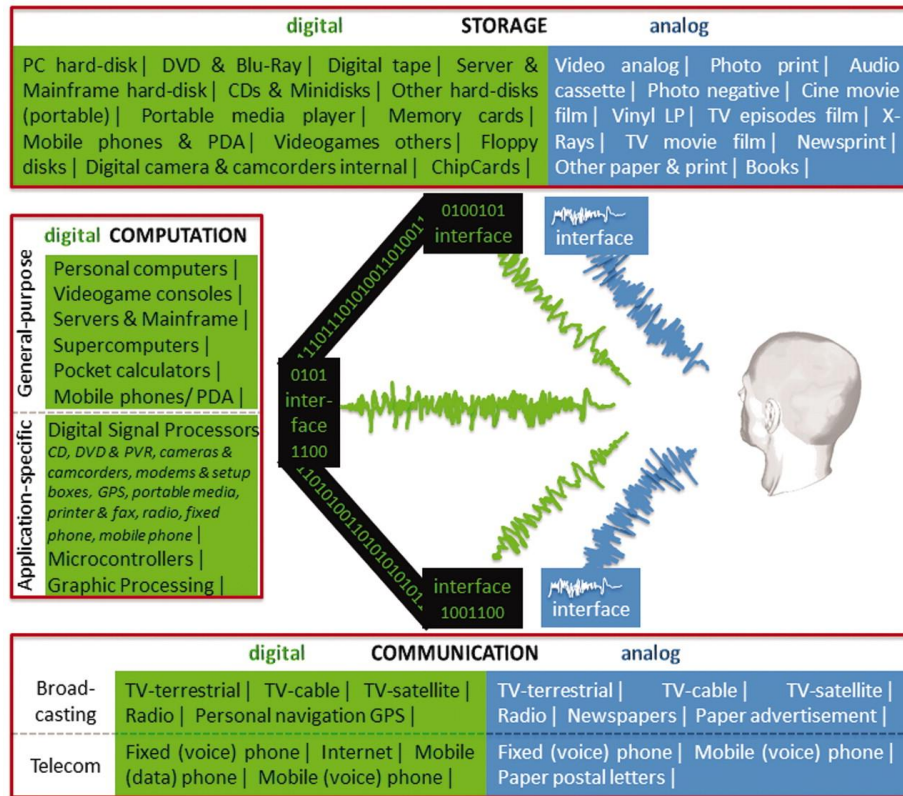 digital STORAGE analog
PC hard-disk | DVD & Blu-Ray | Digital tape | Server &
Mainframe hard-disk | CDs & Minidisks | Other hard-disks
(portable) | Portable media player | Memory cards |
Mobile phones & PDA | Videogames others | Floppy
disks | Digital camera & camcorders internal | ChipCards |
Video analog | Photo print | Audio
cassette | Photo negative | Cine movie
film | Vinyl LP | TV episodes film | X-
Rays | TV movie film | Newsprint |
Other paper & print | Books |
0100101
interface
interface
digital COMPUTATION
General-purpose
Personal computers |
Videogame consoles |
Servers & Mainframe |
Supercomputers |
Pocket calculators |
Mobile phones/ PDA |
Application-specific
Digital Signal Processors
CD, DVD & PVR, cameras &
camcorders, modems & setup
boxes, GPS, portable media,
printer & fax, radio, fixed
phone, mobile phone |
Microcontrollers |
Graphic Processing |
0101
inter-
face
1100
interface
1001100
interface
digital COMMUNICATION analog
Broad-
casting
TV-terrestrial | TV-cable | TV-satellite |
Radio | Personal navigation GPS |
TV-terrestrial | TV-cable | TV-satellite |
Radio | Newspapers | Paper advertisement |
Telecom
Fixed (voice) phone | Internet | Mobile
(data) phone | Mobile (voice) phone |
Fixed (voice) phone | Mobile (voice) phone |
Paper postal letters |